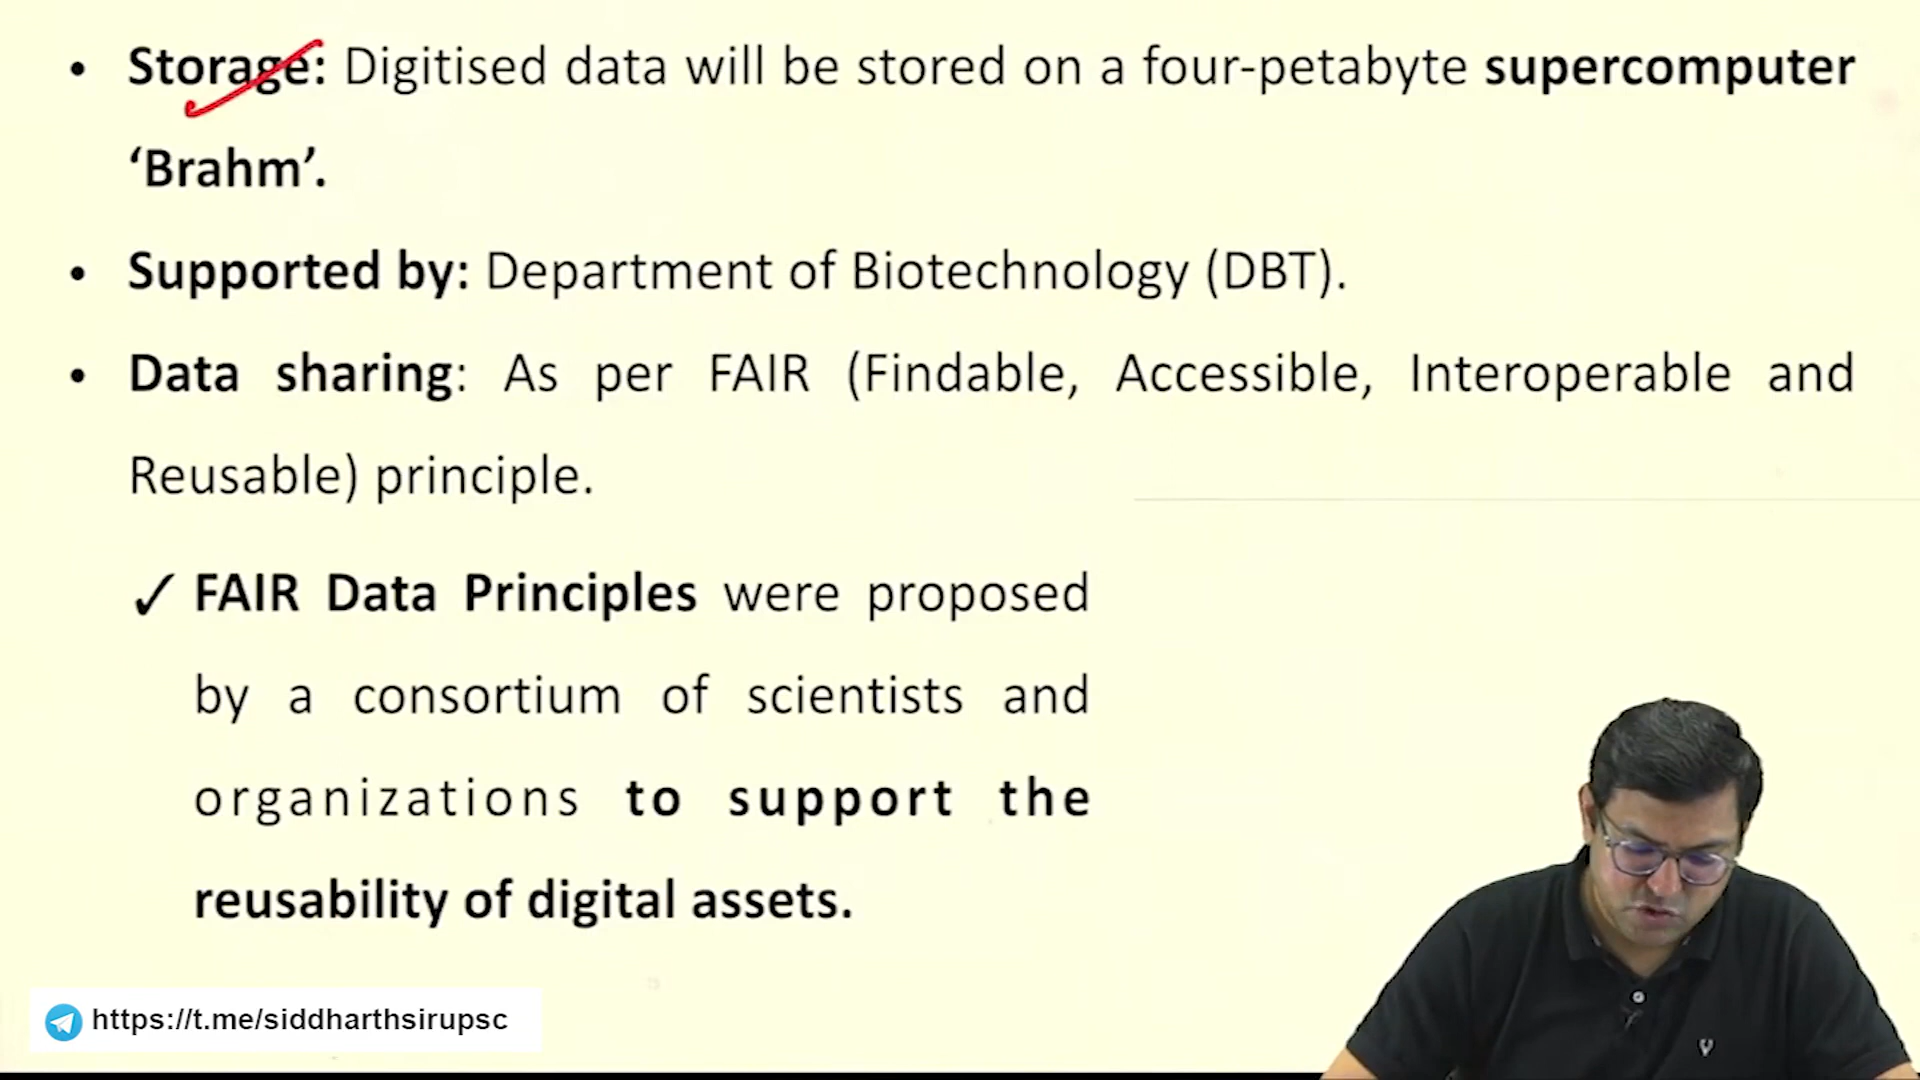 • Storage: Digitised data will be stored on a four-petabyte supercomputer
‘Brahm’.
• Supported by: Department of Biotechnology (DBT).
• Data sharing: As per FAIR (Findable, Accessible, Interoperable and
Reusable) principle.
✓ FAIR Data Principles were proposed
by a consortium of scientists and
organizations to support the
reusability of digital assets.
https://t.me/siddharthsirupsc